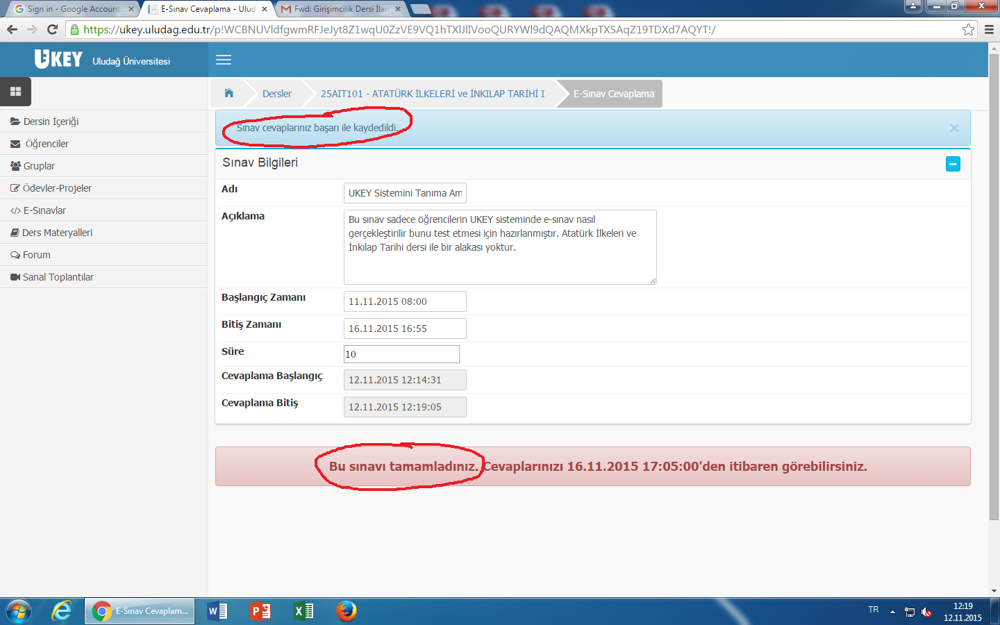 Sign in - Google Accounts
E-Sınav Cevaplama - Ulud
Fwd: Girişimcilik Dersi İlan
https://ukey.uludag.edu.tr/p!WCBNUVldfgwmRFJeJyt8Z1wqU0ZzVE9VQ1hTXlJlIVooQURYWl9dQAQMXkpTXSAqZ19TDXd7AQYT!/
UKEY Uludağ Üniversitesi
Dersler
25AIT101 - ATATÜRK İLKELERİ ve İNKILAP TARİHİ I
E-Sınav Cevaplama
Dersin İçeriği
Öğrenciler
Gruplar
Ödevler-Projeler
E-Sınavlar
Ders Materyalleri
Forum
Sanal Toplantılar
Sınav cevaplarınız başarı ile kaydedildi.
Sınav Bilgileri
Adı
UKEY Sistemini Tanıma Am
Açıklama
Bu sınav sadece öğrencilerin UKEY sisteminde e-sınav nasıl
gerçekleştirilir bunu test etmesi için hazırlanmıştır. Atatürk İlkeleri ve
İnkılap Tarihi dersi ile bir alakası yoktur.
Başlangıç Zamanı
11.11.2015 08:00
Bitiş Zamanı
16.11.2015 16:55
Süre
10
Cevaplama Başlangıç
12.11.2015 12:14:31
Cevaplama Bitiş
12.11.2015 12:19:05
Bu sınavı tamamladınız. Cevaplarınızı 16.11.2015 17:05:00'den itibaren görebilirsiniz.
E-Sınav Cevaplam...
TR
12:19
12.11.2015